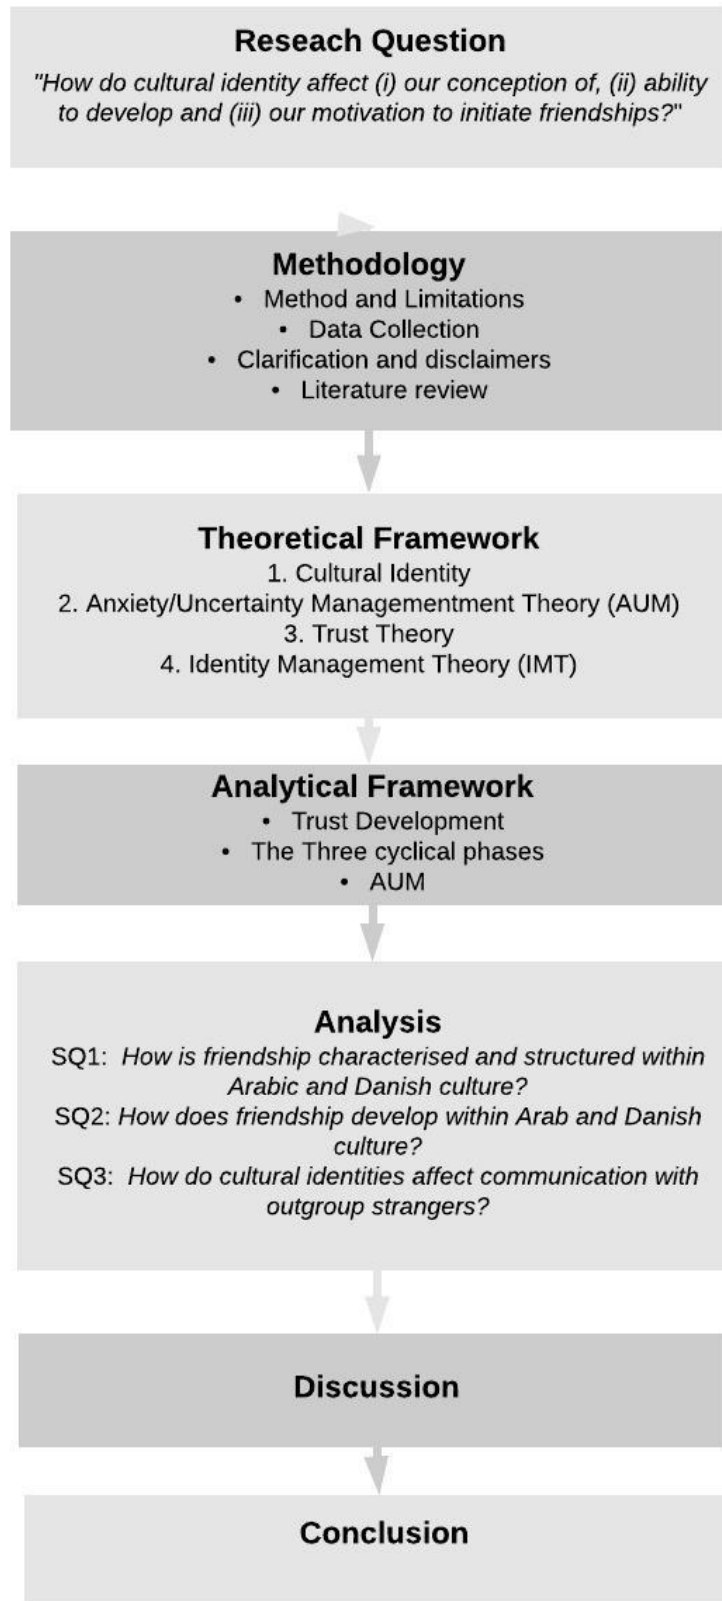 Reseach Question
"How do cultural identity affect (i) our conception of, (ii) ability
to develop and (iii) our motivation to initiate friendships?"
Methodology
• Method and Limitations
• Data Collection
• Clarification and disclaimers
• Literature review
Theoretical Framework
1. Cultural Identity
2. Anxiety/Uncertainty Managementment Theory (AUM)
3. Trust Theory
4. Identity Management Theory (IMT)
Analytical Framework
• Trust Development
• The Three cyclical phases
• AUM
Analysis
SQ1: How is friendship characterised and structured within
Arabic and Danish culture?
SQ2: How does friendship develop within Arab and Danish
culture?
SQ3: How do cultural identities affect communication with
outgroup strangers?
Discussion
Conclusion